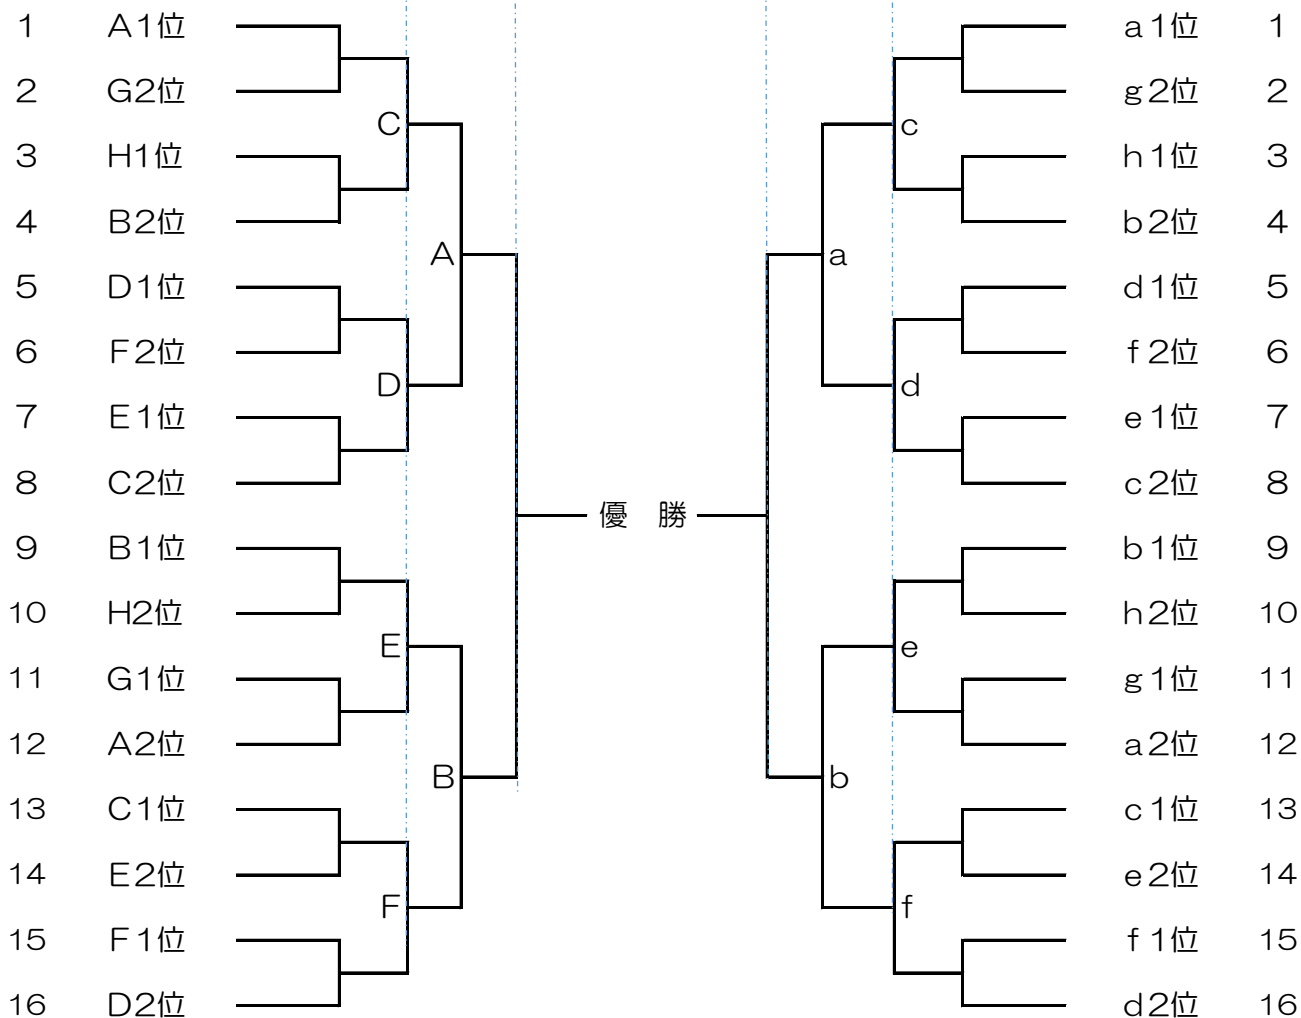 1 A1位 a1位 1
2 G2位 g2位 2
C c
3 H1位 h1位 3
4 B2位 b2位 4
A a
5 D1位 d1位 5
6 F2位 f2位 6
D d
7 E1位 e1位 7
8 C2位 c2位 8
優 勝
9 B1位 b1位 9
10 H2位 h2位 10
E e
11 G1位 g1位 11
12 A2位 a2位 12
B b
13 C1位 c1位 13
14 E2位 e2位 14
F f
15 F1位 f1位 15
16 D2位 d2位 16